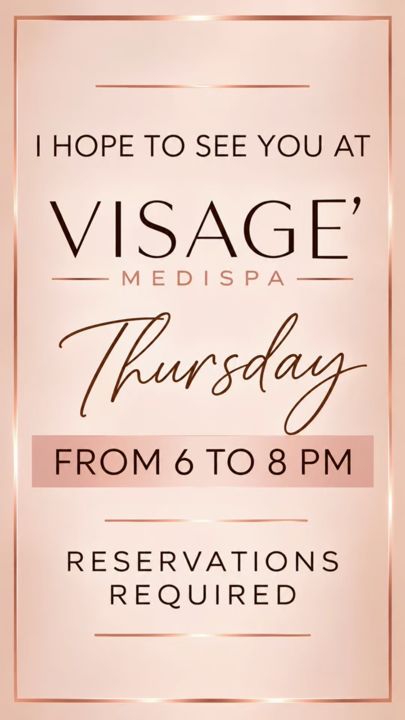 I HOPE TO SEE YOU AT
VISAGE’
MEDISPA
Thursday
FROM 6 TO 8 PM
RESERVATIONS
REQUIRED